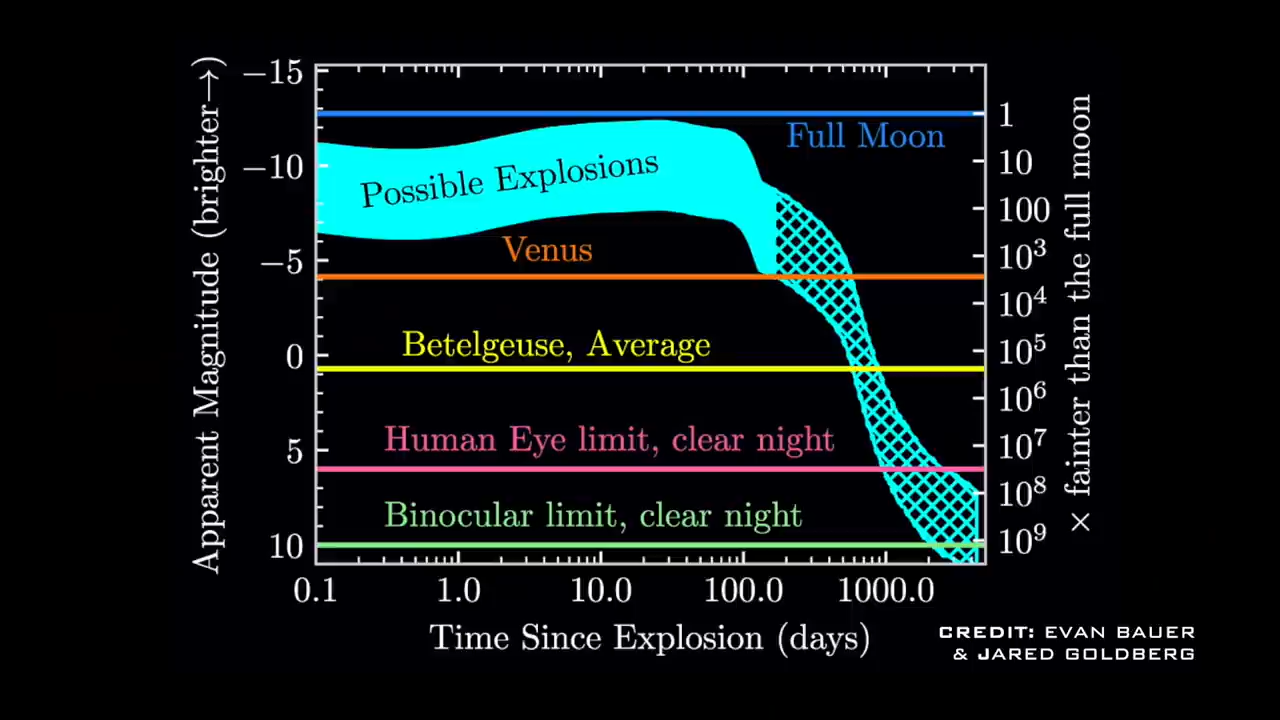 Apparent Magnitude (brighter→)
−15
−10
−5
0
5
10
Full Moon
Possible Explosions
Venus
Betelgeuse, Average
Human Eye limit, clear night
Binocular limit, clear night
1
10
100
10³
10⁴
10⁵
10⁶
10⁷
10⁸
10⁹
× fainter than the full moon
0.1 1.0 10.0 100.0 1000.0
Time Since Explosion (days)
CREDIT: EVAN BAUER
& JARED GOLDBERG